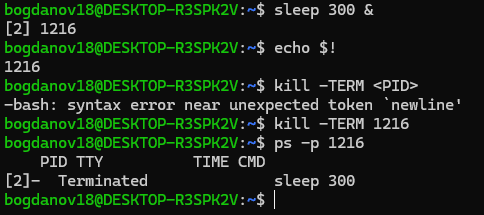 bogdanov18@DESKTOP-R3SPK2V:~$ sleep 300 &
[2] 1216
bogdanov18@DESKTOP-R3SPK2V:~$ echo $!
1216
bogdanov18@DESKTOP-R3SPK2V:~$ kill -TERM <PID>
-bash: syntax error near unexpected token `newline'
bogdanov18@DESKTOP-R3SPK2V:~$ kill -TERM 1216
bogdanov18@DESKTOP-R3SPK2V:~$ ps -p 1216
    PID TTY          TIME CMD
[2]-  Terminated              sleep 300
bogdanov18@DESKTOP-R3SPK2V:~$